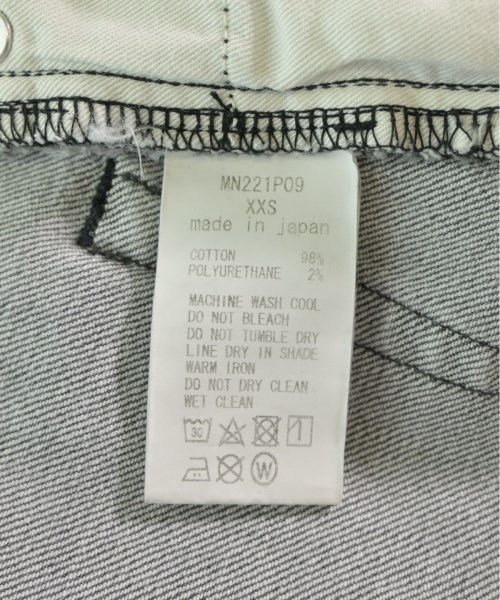 MN221P09
XXS
made in japan
COTTON 98%
POLYURETHANE 2%
MACHINE WASH COOL
DO NOT BLEACH
DO NOT TUMBLE DRY
LINE DRY IN SHADE
WARM IRON
DO NOT DRY CLEAN
WET CLEAN
30
W